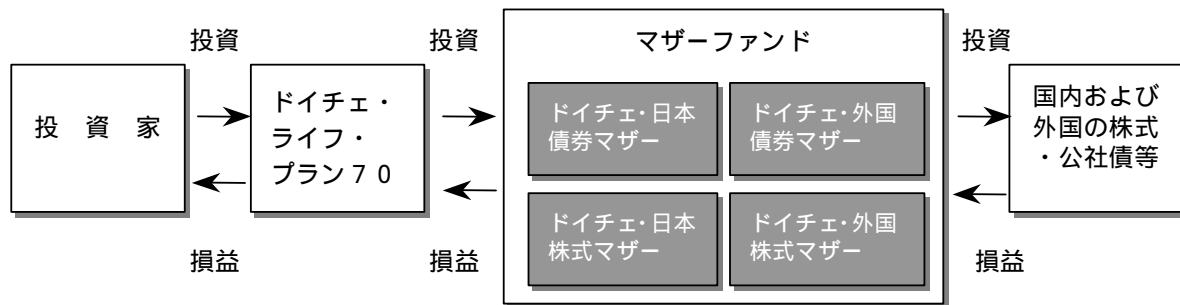 投資
投資
マザーファンド
投資
投 資 家
ドイチェ・
ライフ・
プラン７０
ドイチェ・日本
債券マザー
ドイチェ・外国
債券マザー
ドイチェ・日本
株式マザー
ドイチェ・外国
株式マザー
国内および
外国の株式
・公社債等
損益
損益
損益